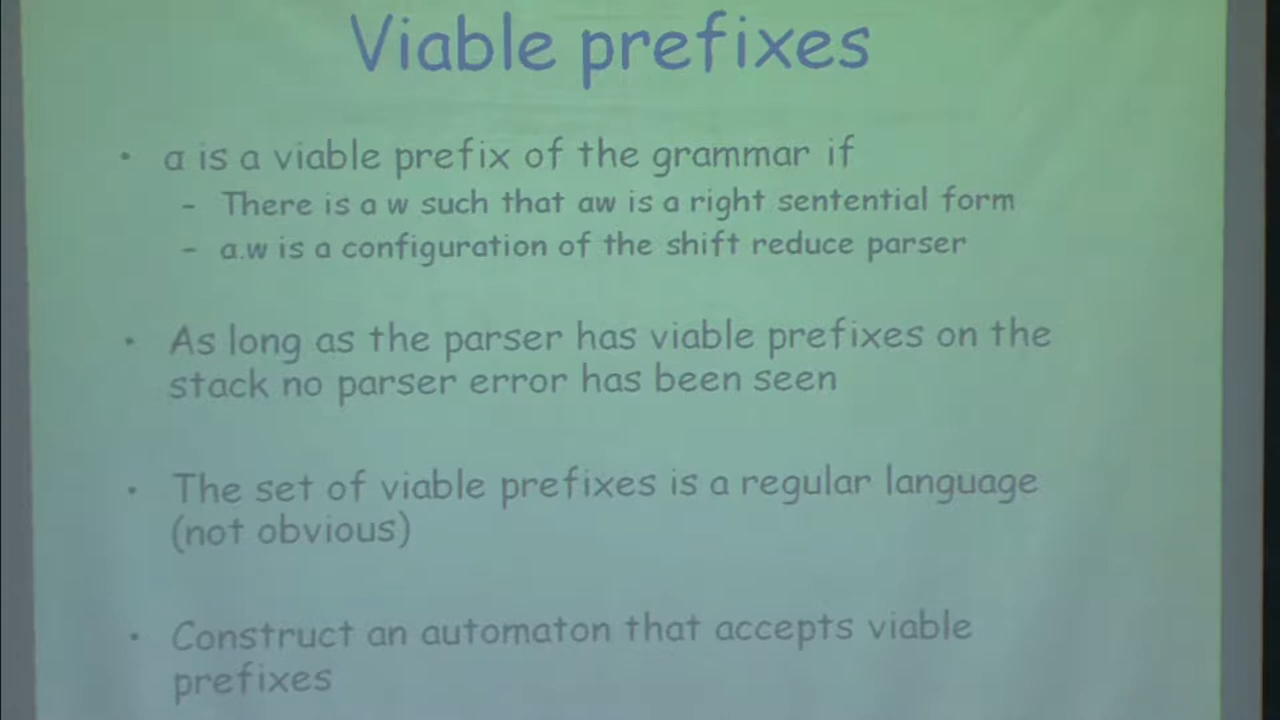 Viable prefixes
• α is a viable prefix of the grammar if
– There is a w such that αw is a right sentential form
– α.w is a configuration of the shift reduce parser
• As long as the parser has viable prefixes on the
stack no parser error has been seen
• The set of viable prefixes is a regular language
(not obvious)
• Construct an automaton that accepts viable
prefixes